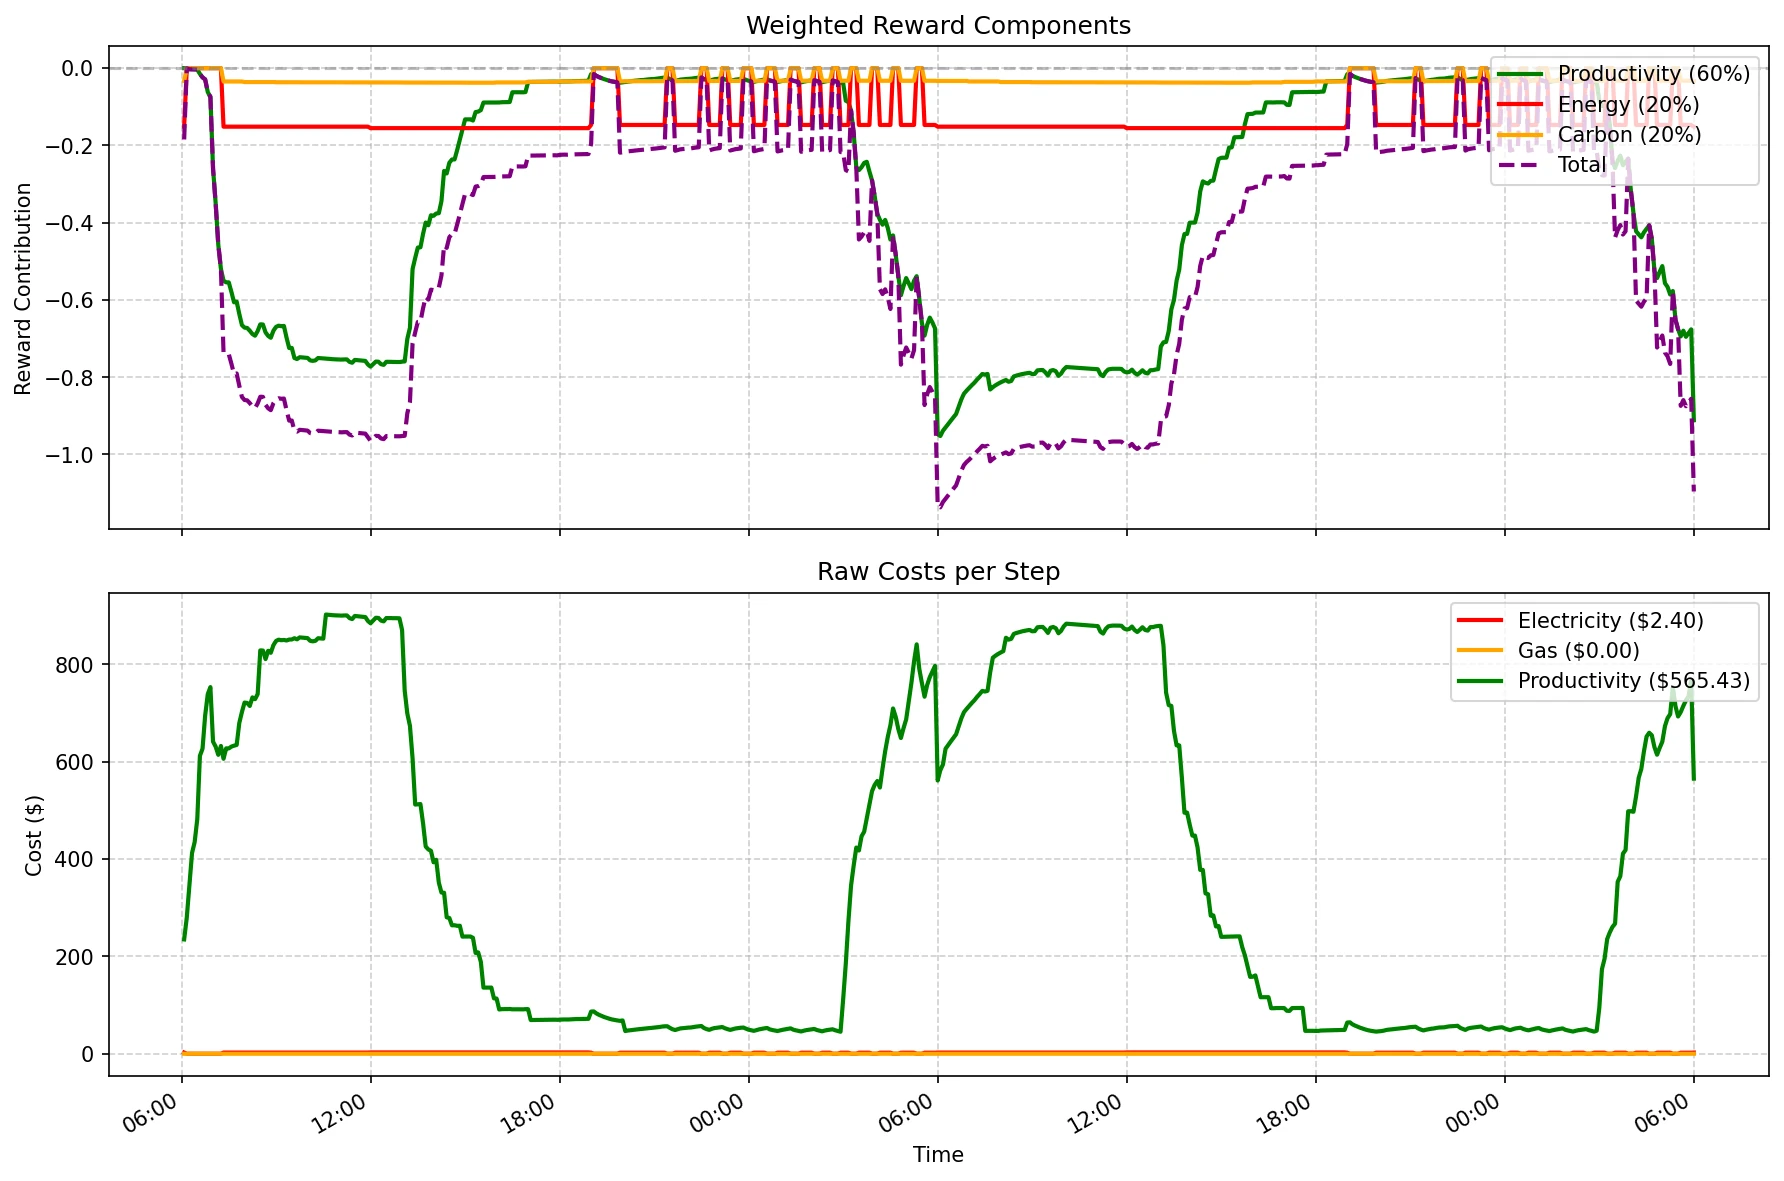 Weighted Reward Components
Reward Contribution
0.0
−0.2
−0.4
−0.6
−0.8
−1.0
Productivity (60%)
Energy (20%)
Carbon (20%)
Total
Raw Costs per Step
Cost ($)
800
600
400
200
0
Electricity ($2.40)
Gas ($0.00)
Productivity ($565.43)
06:00
12:00
18:00
00:00
06:00
12:00
18:00
00:00
06:00
Time